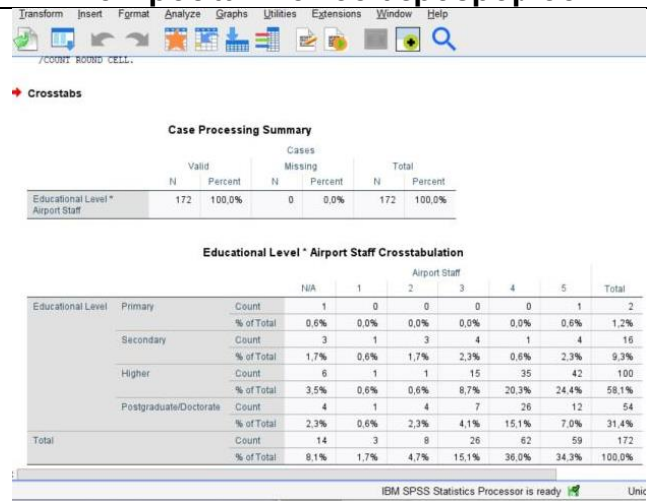 Transform Insert Format Analyze Graphs Utilities Extensions Window Help
/COUNT ROUND CELL.
Crosstabs
Case Processing Summary
Cases
Valid Missing Total
N Percent N Percent N Percent
Educational Level * Airport Staff 172 100,0% 0 0,0% 172 100,0%
Educational Level * Airport Staff Crosstabulation
Airport Staff
N/A 1 2 3 4 5 Total
Educational Level Primary Count 1 0 0 0 0 1 2
% of Total 0,6% 0,0% 0,0% 0,0% 0,0% 0,6% 1,2%
Secondary Count 3 1 3 4 1 4 16
% of Total 1,7% 0,6% 1,7% 2,3% 0,6% 2,3% 9,3%
Higher Count 6 1 1 15 35 42 100
% of Total 3,5% 0,6% 0,6% 8,7% 20,3% 24,4% 58,1%
Postgraduate/Doctorate Count 4 1 4 7 26 12 54
% of Total 2,3% 0,6% 2,3% 4,1% 15,1% 7,0% 31,4%
Total Count 14 3 8 26 62 59 172
% of Total 8,1% 1,7% 4,7% 15,1% 36,0% 34,3% 100,0%
IBM SPSS Statistics Processor is ready Unic